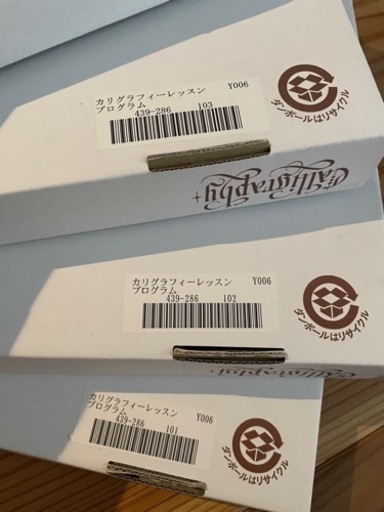 カリグラフィーレッスン Y006
プログラム
439-286 103
ダンボールはリサイクル
Calligraphy
カリグラフィーレッスン Y006
プログラム
439-286 102
ダンボールはリサイクル
Calligraphy
カリグラフィーレッスン Y006
プログラム
439-286 101
ダンボールはリサイクル